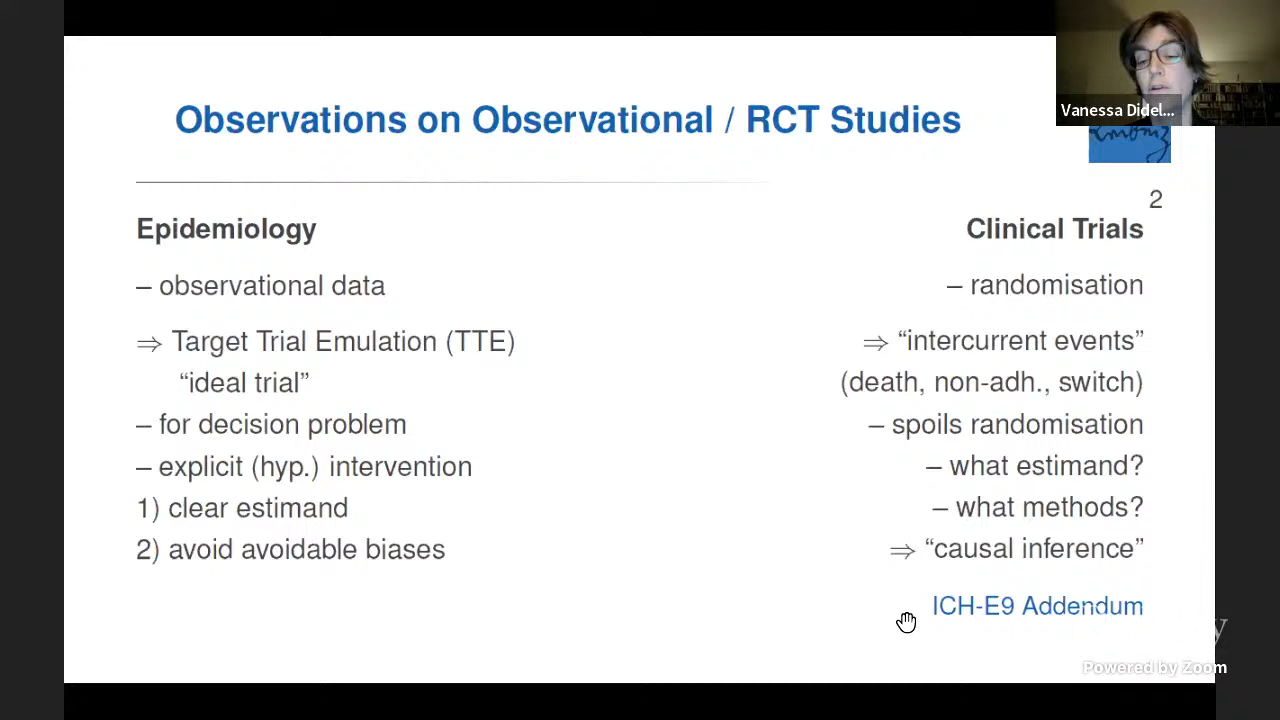 Observations on Observational / RCT Studies
Vanessa Didel...
2
Epidemiology
– observational data
⇒ Target Trial Emulation (TTE)
“ideal trial”
– for decision problem
– explicit (hyp.) intervention
1) clear estimand
2) avoid avoidable biases
Clinical Trials
– randomisation
⇒ “intercurrent events”
(death, non-adh., switch)
– spoils randomisation
– what estimand?
– what methods?
⇒ “causal inference”
ICH-E9 Addendum
Powered by Zoom